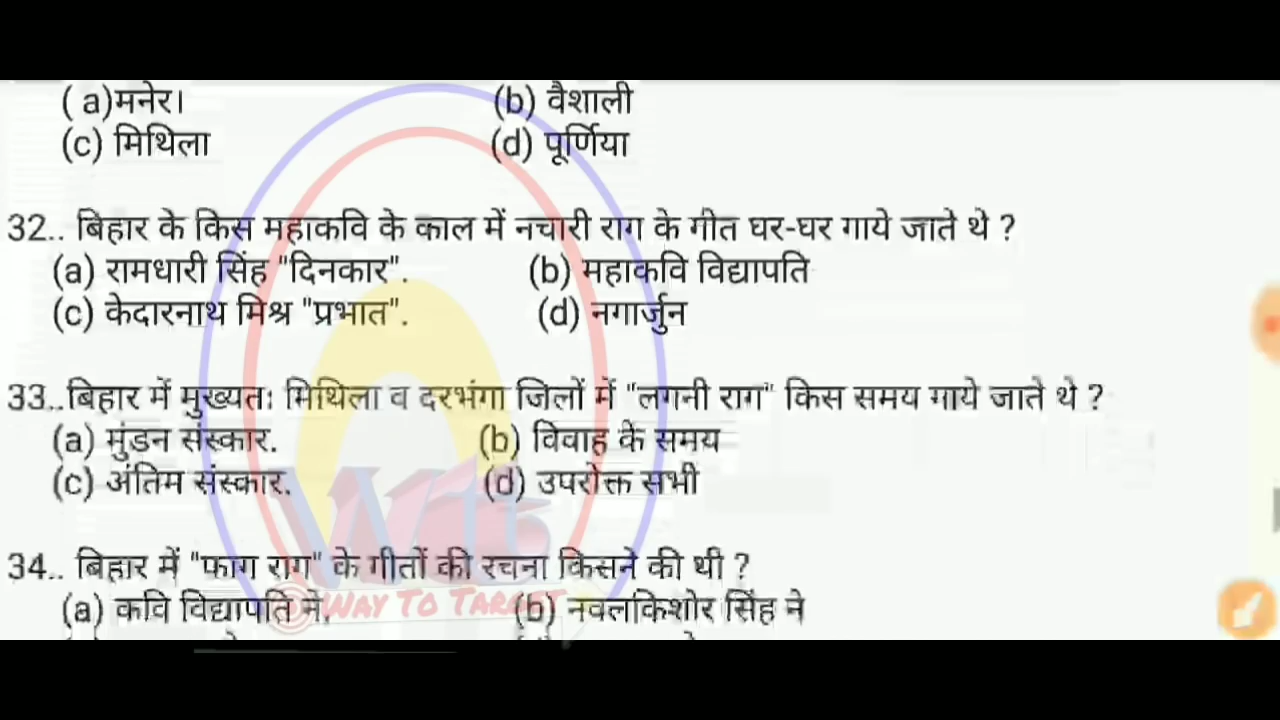 ( a)मनेर। (b) वैशाली
(c) मिथिला (d) पूर्णिया
32.. बिहार के किस महाकवि के काल में नचारी राग के गीत घर-घर गाये जाते थे ?
(a) रामधारी सिंह "दिनकार". (b) महाकवि विद्यापति
(c) केदारनाथ मिश्र "प्रभात". (d) नगार्जुन
33..बिहार में मुख्यतः मिथिला व दरभंगा जिलों में "लगनी राग" किस समय गाये जाते थे ?
(a) मुंडन संस्कार. (b) विवाह के समय
(c) अंतिम संस्कार. (d) उपरोक्त सभी
34.. बिहार में "फाग राग" के गीतों की रचना किसने की थी ?
(a) कवि विद्यापति ने. (b) नवलकिशोर सिंह ने
WAY TO TARGET